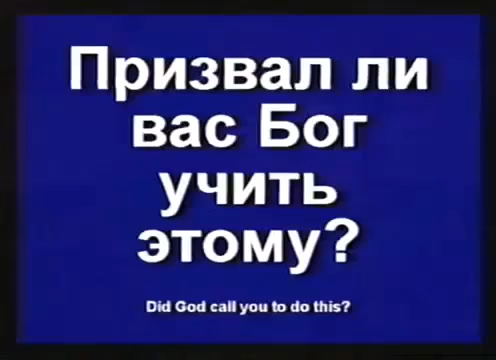 Призвал ли
вас Бог
учить
этому?
Did God call you to do this?